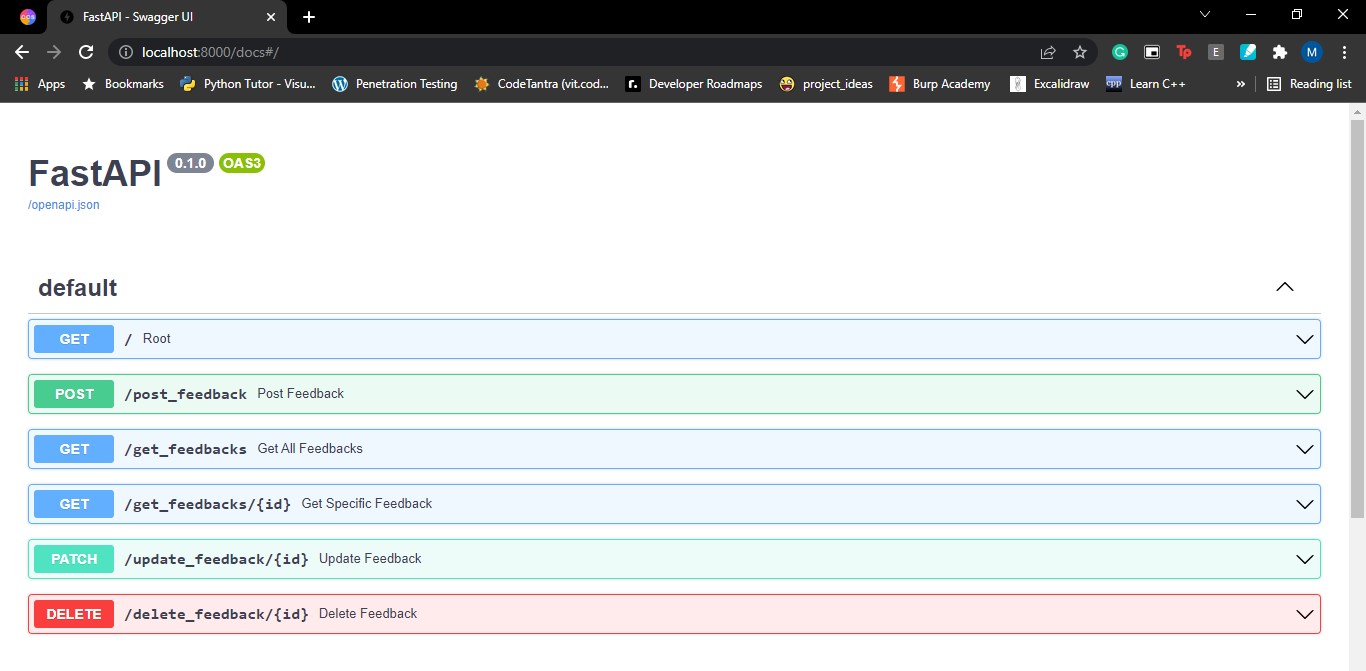 FastAPI - Swagger UI
localhost:8000/docs#/
Tp
E
M
Apps Bookmarks Python Tutor - Visu... Penetration Testing CodeTantra (vit.cod... r. Developer Roadmaps project_ideas Burp Academy Excalidraw cpp Learn C++ » Reading list
FastAPI 0.1.0 OAS3
/openapi.json
default
GET / Root
POST /post_feedback Post Feedback
GET /get_feedbacks Get All Feedbacks
GET /get_feedbacks/{id} Get Specific Feedback
PATCH /update_feedback/{id} Update Feedback
DELETE /delete_feedback/{id} Delete Feedback